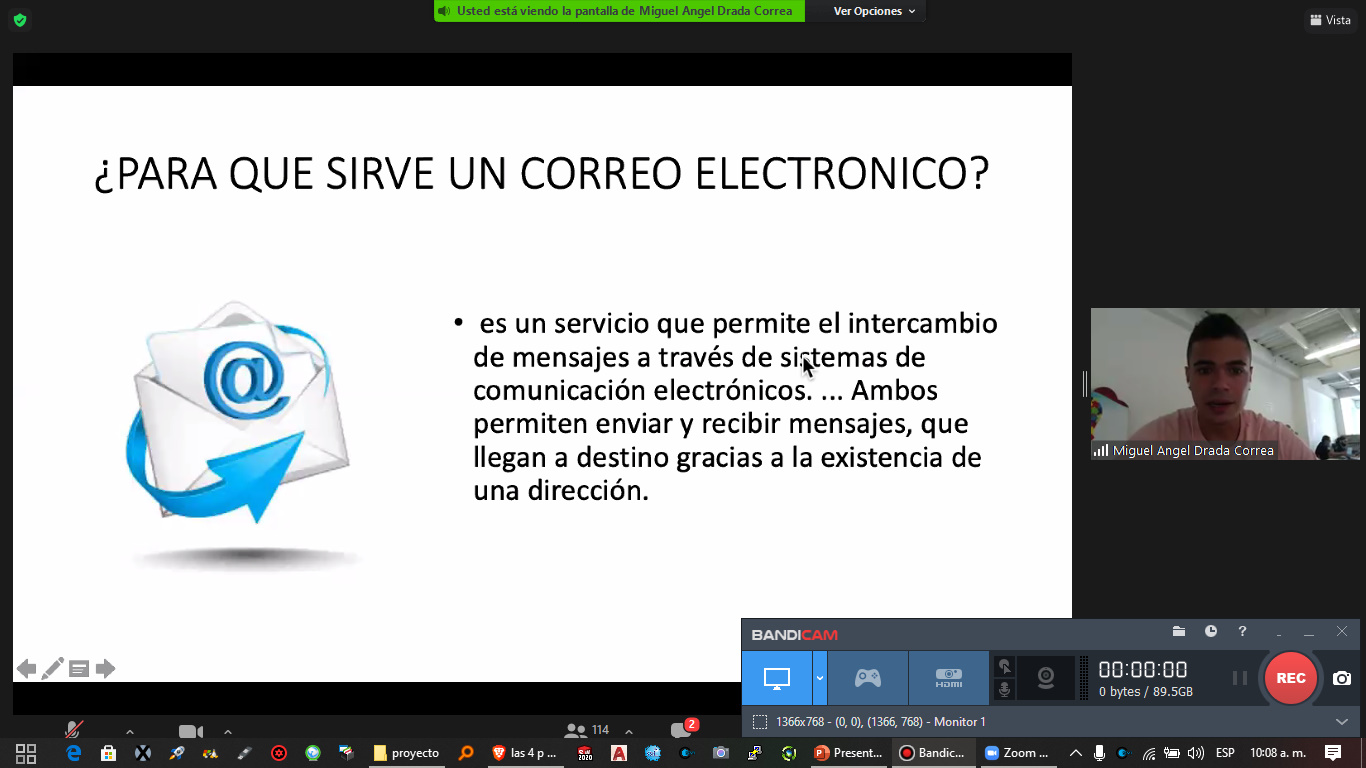 Usted está viendo la pantalla de Miguel Angel Drada Correa
Ver Opciones
Vista
¿PARA QUE SIRVE UN CORREO ELECTRONICO?
@
• es un servicio que permite el intercambio
de mensajes a través de sistemas de
comunicación electrónicos. ... Ambos
permiten enviar y recibir mensajes, que
llegan a destino gracias a la existencia de
una dirección.
Miguel Angel Drada Correa
BANDICAM
?
HDMI
00:00:00
0 bytes / 89.5GB
REC
1366x768 - (0, 0), (1366, 768) - Monitor 1
114
2
proyecto
las 4 p ...
2020
Present...
Bandic...
Zoom ...
ESP
10:08 a. m.